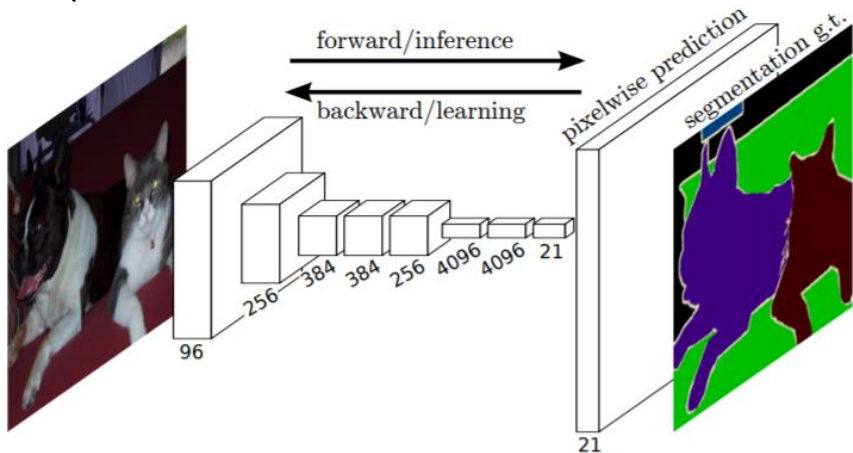 forward/inference
backward/learning
pixelwise prediction
segmentation g.t.
96
256
384
384
256
4096
4096
21
21